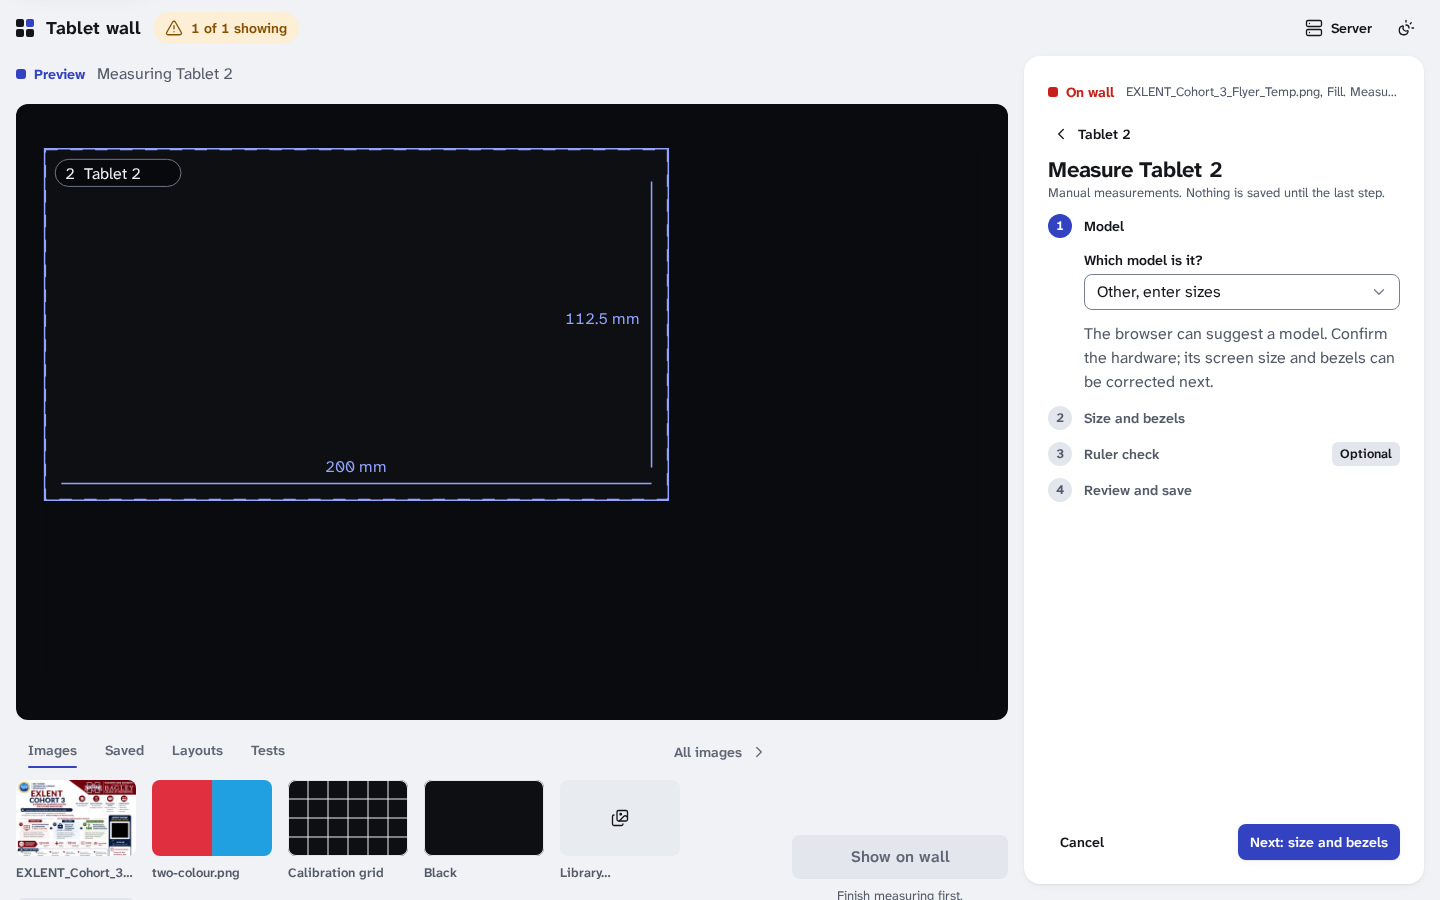 Tablet wall
1 of 1 showing
Server
Preview
Measuring Tablet 2
2 Tablet 2
112.5 mm
200 mm
On wall
EXLENT_Cohort_3_Flyer_Temp.png, Fill. Measu...
Tablet 2
Measure Tablet 2
Manual measurements. Nothing is saved until the last step.
1 Model
Which model is it?
Other, enter sizes
The browser can suggest a model. Confirm
the hardware; its screen size and bezels can
be corrected next.
2 Size and bezels
3 Ruler check
Optional
4 Review and save
Cancel
Next: size and bezels
Images
Saved
Layouts
Tests
All images
EXLENT
COHORT 3
BAGLEY
EXLENT_Cohort_3...
two-colour.png
Calibration grid
Black
Library...
Show on wall
Finish measuring first.